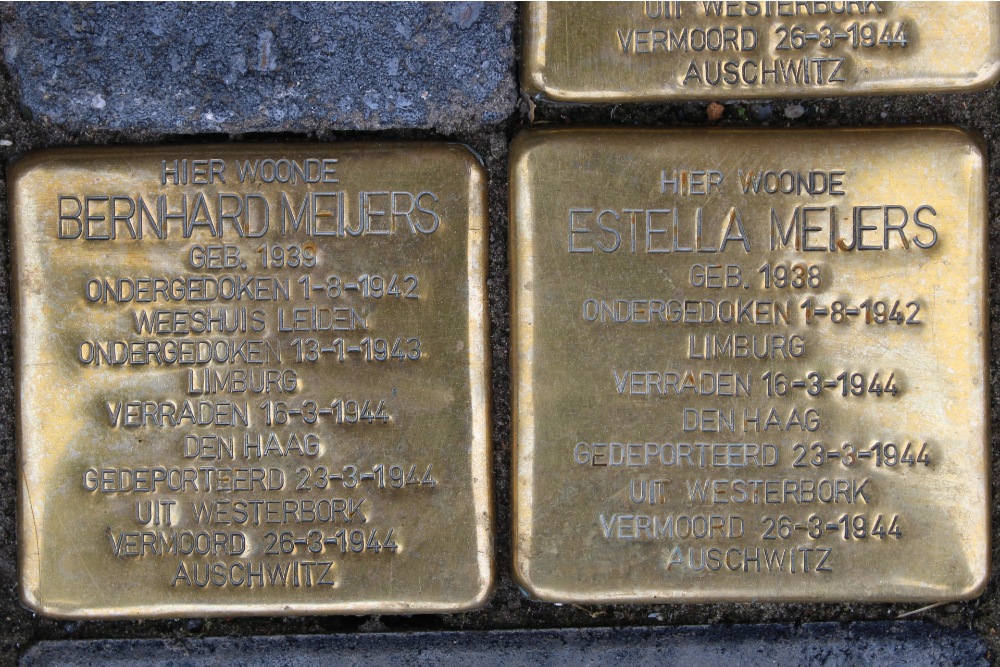 UIT WESTERBORK
VERMOORD 26-3-1944
AUSCHWITZ
HIER WOONDE
BERNHARD MEIJERS
GEB. 1939
ONDERGEDOKEN 1-8-1942
WEESHUIS LEIDEN
ONDERGEDOKEN 13-1-1943
LIMBURG
VERRADEN 16-3-1944
DEN HAAG
GEDEPORTEERD 23-3-1944
UIT WESTERBORK
VERMOORD 26-3-1944
AUSCHWITZ
HIER WOONDE
ESTELLA MEIJERS
GEB. 1938
ONDERGEDOKEN 1-8-1942
LIMBURG
VERRADEN 16-3-1944
DEN HAAG
GEDEPORTEERD 23-3-1944
UIT WESTERBORK
VERMOORD 26-3-1944
AUSCHWITZ